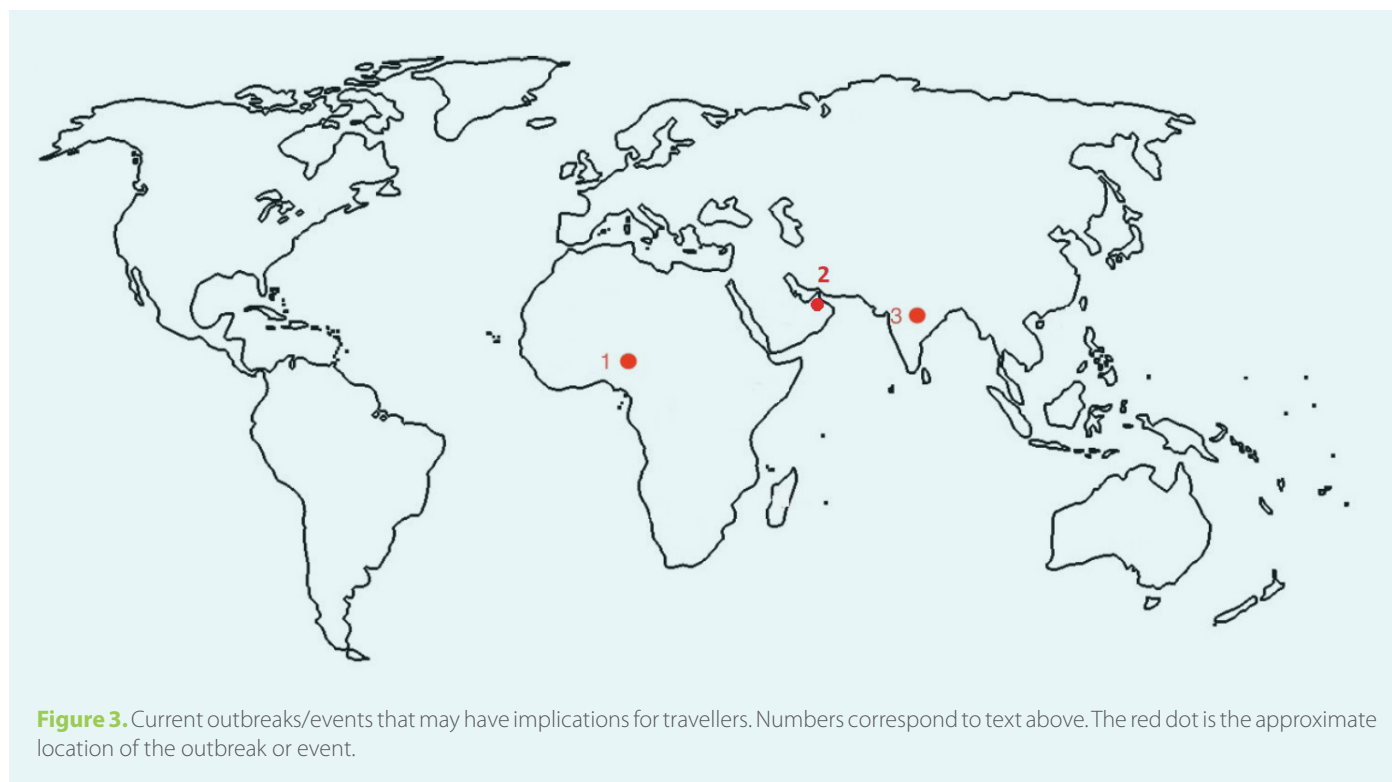 2
3
1
Figure 3. Current outbreaks/events that may have implications for travellers. Numbers correspond to text above. The red dot is the approximate
location of the outbreak or event.